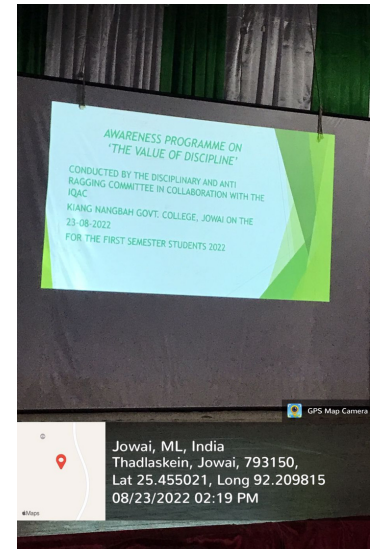 AWARENESS PROGRAMME ON
'THE VALUE OF DISCIPLINE'
CONDUCTED BY THE DISCIPLINARY AND ANTI
RAGGING COMMITTEE IN COLLABORATION WITH THE
IQAC
KIANG NANGBAH GOVT. COLLEGE, JOWAI ON THE
23-08-2022
FOR THE FIRST SEMESTER STUDENTS 2022
GPS Map Camera
Jowai, ML, India
Thadlaskein, Jowai, 793150,
Lat 25.455021, Long 92.209815
08/23/2022 02:19 PM
Maps